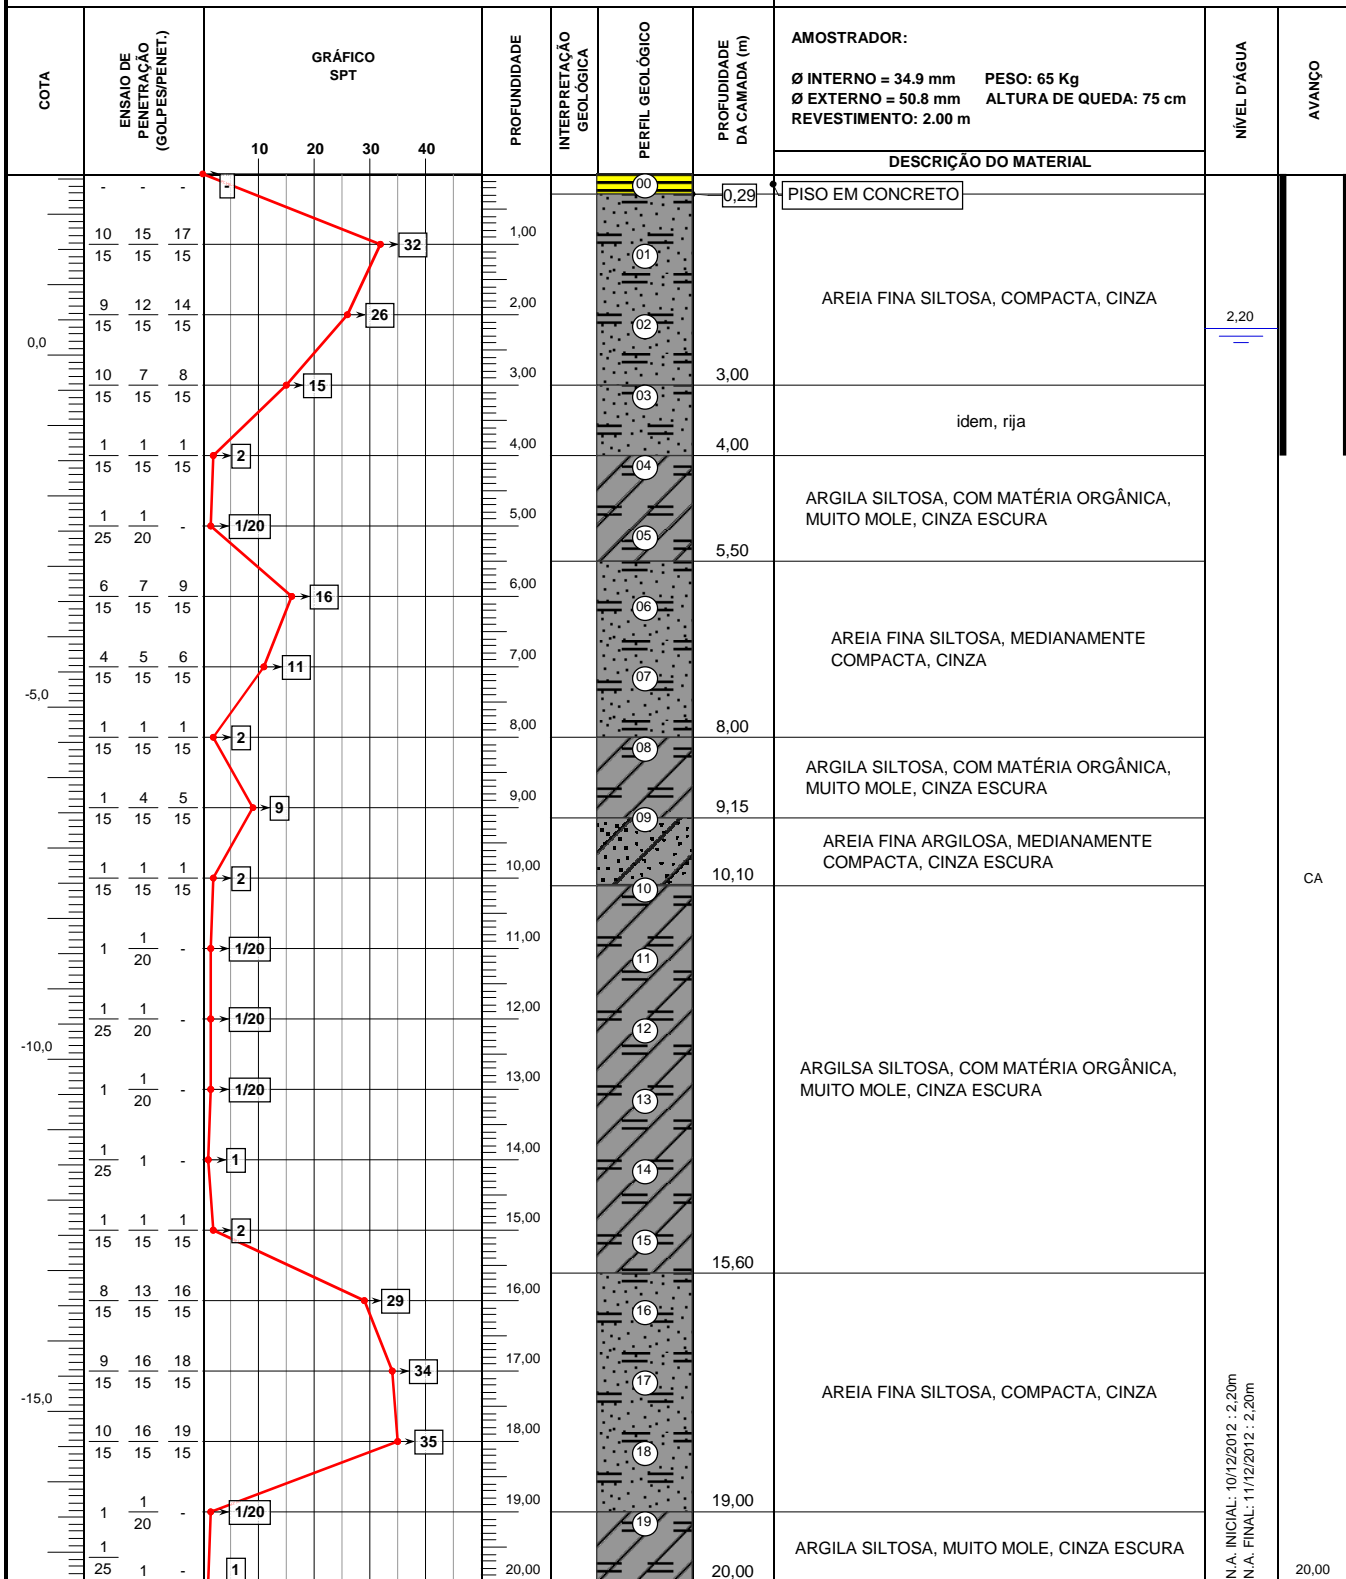 COTA
ENSAIO DE
PENETRAÇÃO
(GOLPES/PENET.)
GRÁFICO
SPT
10 20 30 40
PROFUNDIDADE
INTERPRETAÇÃO
GEOLÓGICA
PERFIL GEOLÓGICO
PROFUDIDADE
DA CAMADA (m)
AMOSTRADOR:
Ø INTERNO = 34.9 mm PESO: 65 Kg
Ø EXTERNO = 50.8 mm ALTURA DE QUEDA: 75 cm
REVESTIMENTO: 2.00 m
DESCRIÇÃO DO MATERIAL
NÍVEL D'ÁGUA
AVANÇO
- - - - 00 0,29 PISO EM CONCRETO
10 15 17
15 15 15
32 1,00 01
AREIA FINA SILTOSA, COMPACTA, CINZA
9 12 14
15 15 15
26 2,00 02 2,20
0,0
10 7 8
15 15 15
15 3,00 03 3,00
idem, rija
1 1 1
15 15 15
2 4,00 04 4,00
ARGILA SILTOSA, COM MATÉRIA ORGÂNICA,
MUITO MOLE, CINZA ESCURA
1 1 -
25 20
1/20 5,00 05 5,50
6 7 9
15 15 15
16 6,00 06
AREIA FINA SILTOSA, MEDIANAMENTE
COMPACTA, CINZA
4 5 6
15 15 15
11 7,00 07
-5,0
1 1 1
15 15 15
2 8,00 08 8,00
ARGILA SILTOSA, COM MATÉRIA ORGÂNICA,
MUITO MOLE, CINZA ESCURA
1 4 5
15 15 15
9 9,00 09 9,15
AREIA FINA ARGILOSA, MEDIANAMENTE
COMPACTA, CINZA ESCURA
1 1 1
15 15 15
2 10,00 10 10,10 CA
1 1 -
20
1/20 11,00 11
1 1 -
25 20
1/20 12,00 12
-10,0
ARGILSA SILTOSA, COM MATÉRIA ORGÂNICA,
MUITO MOLE, CINZA ESCURA
1 1 -
20
1/20 13,00 13
1 1 -
25
1 14,00 14
1 1 1
15 15 15
2 15,00 15 15,60
8 13 16
15 15 15
29 16,00 16
9 16 18
15 15 15
34 17,00 17
-15,0
AREIA FINA SILTOSA, COMPACTA, CINZA
10 16 19
15 15 15
35 18,00 18
1 1 -
20
1/20 19,00 19 19,00
ARGILA SILTOSA, MUITO MOLE, CINZA ESCURA
1
25 1 -
1 20,00 20,00 20,00
N.A. INICIAL: 10/12/2012 : 2,20m
N.A. FINAL: 11/12/2012 : 2,20m